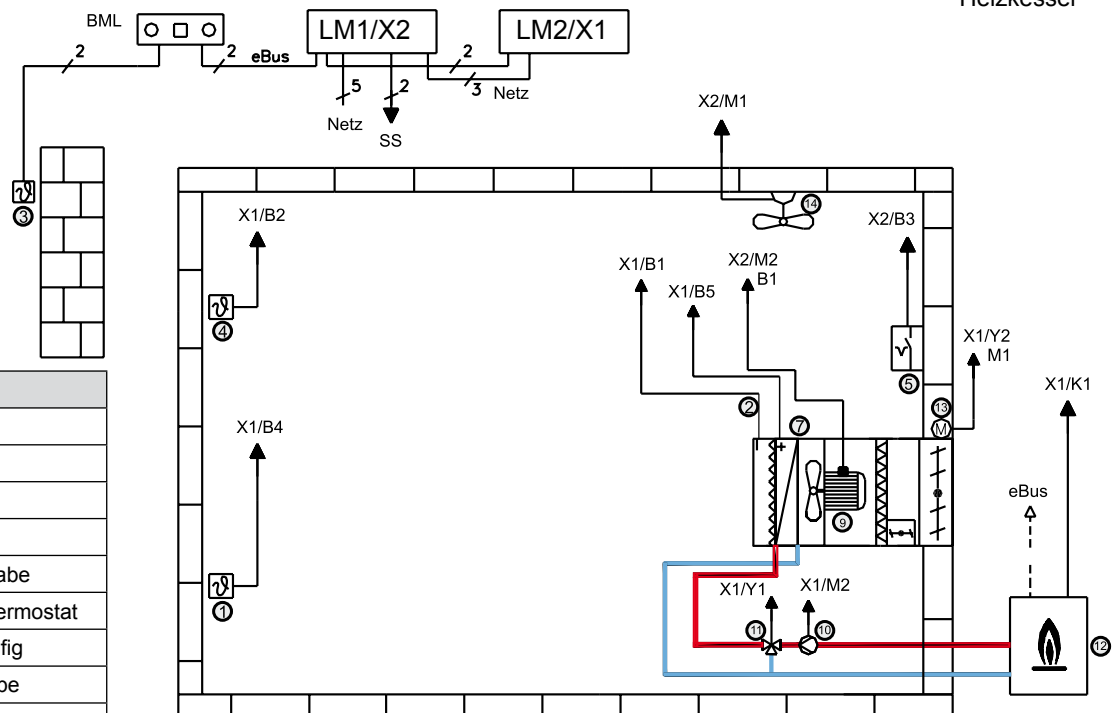 Heizkessel
BML
LM1/X2
LM2/X1
2
2
eBus
2
3
Netz
5
2
Netz
SS
X2/M1
3
X1/B2
14
X2/B3
X1/B1
X1/B5
X2/M2
B1
4
X1/Y2
M1
5
X1/K1
2
13
M
7
X1/B4
- +
eBus
9
1
X1/Y1
X1/M2
11
10
12
abe
ermostat
fig
be